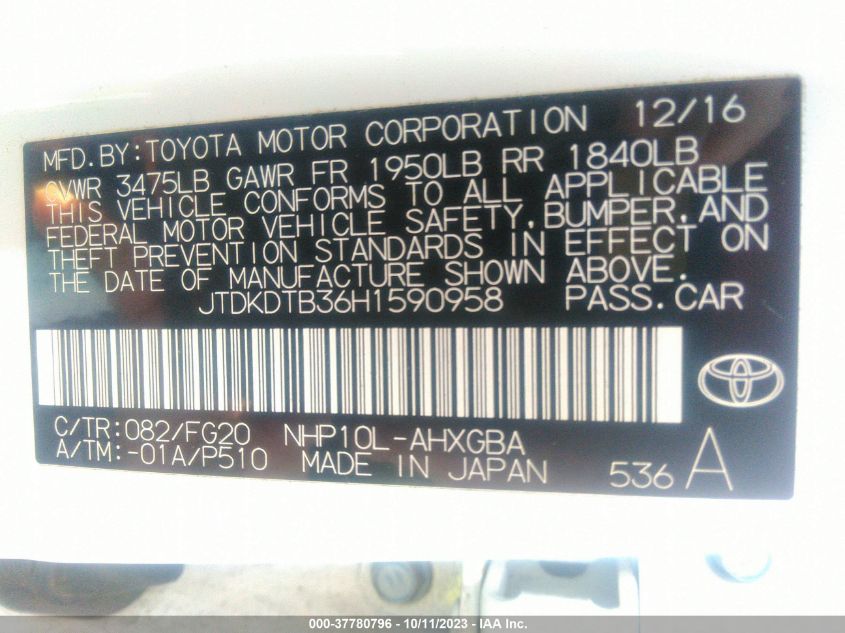 MFD.BY:TOYOTA MOTOR CORPORATION 12/16
GVWR 3475LB GAWR FR 1950LB RR 1840LB
THIS VEHICLE CONFORMS TO ALL APPLICABLE
FEDERAL MOTOR VEHICLE SAFETY,BUMPER,AND
THEFT PREVENTION STANDARDS IN EFFECT ON
THE DATE OF MANUFACTURE SHOWN ABOVE.
JTDKDTB36H1590958 PASS.CAR
C/TR:082/FG20 NHP10L-AHXGBA
A/TM:-01A/P510 MADE IN JAPAN 536 A
000-37780796 - 10/11/2023 - IAA Inc.